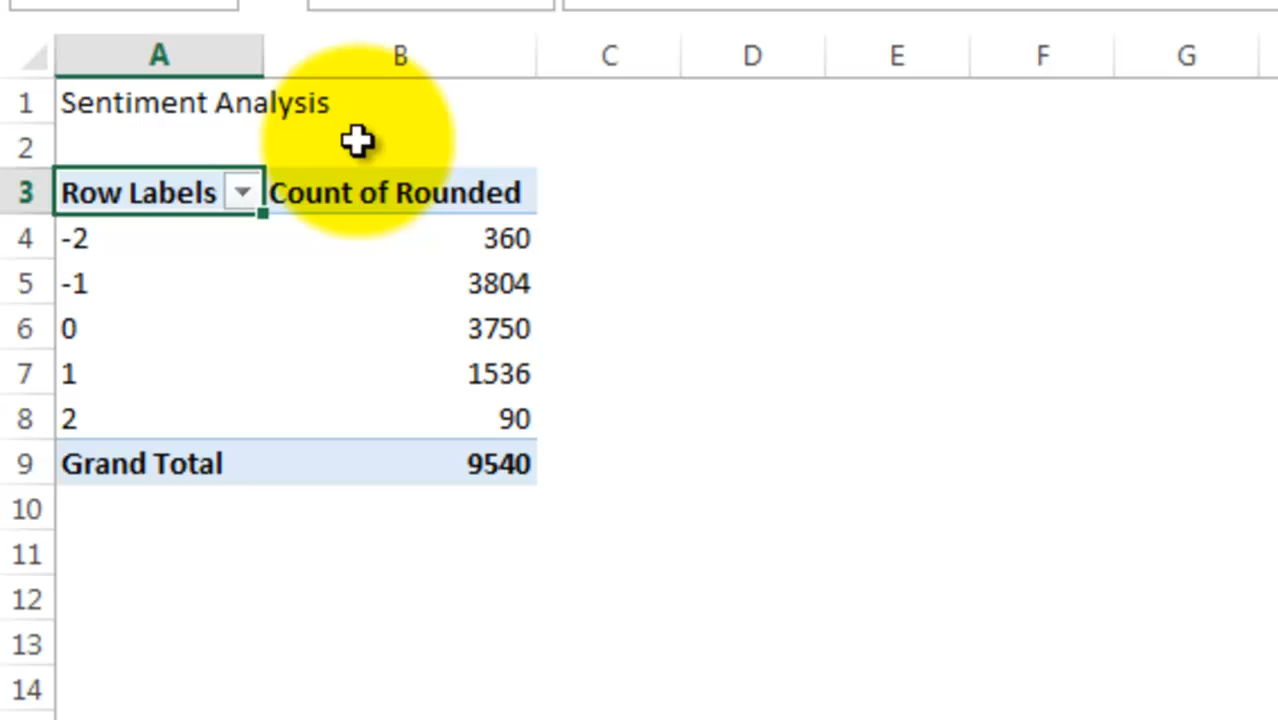 A B C D E F G
1 Sentiment Analysis
2
3 Row Labels Count of Rounded
4 -2 360
5 -1 3804
6 0 3750
7 1 1536
8 2 90
9 Grand Total 9540
10
11
12
13
14